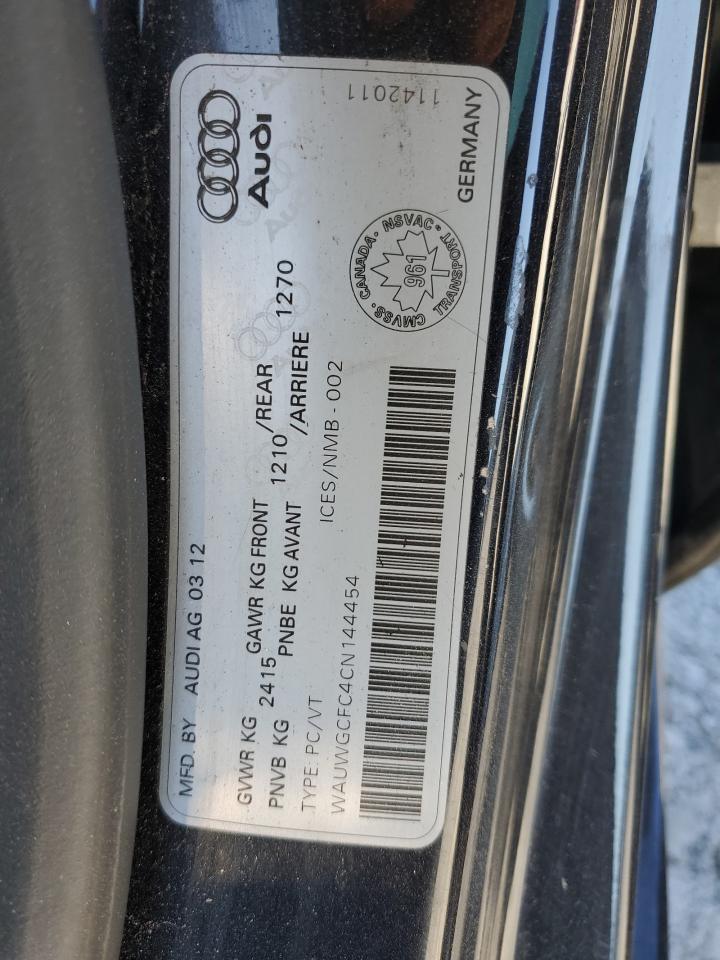 MFD. BY AUDI AG 03 12
Audi
1142011
GVWR KG 2415 GAWR KG FRONT 1210 /REAR 1270
PNVB KG PNBE KG AVANT /ARRIERE
TYPE: PC/VT ICES/NMB - 002
WAUWGCFC4CN144454
CANADA · NSVAC · TRANSPORT · CMVSS ·
961
GERMANY